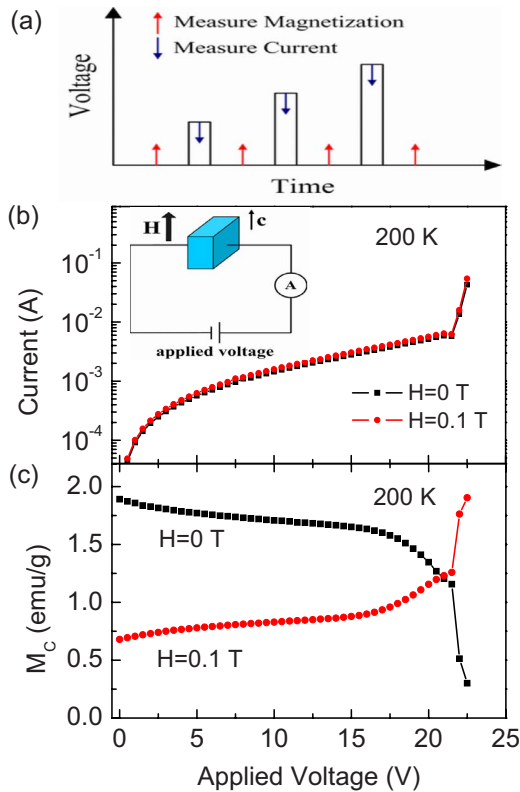 (a)
Measure Magnetization
Measure Current
Voltage
Time
(b)
H
c
200 K
A
applied voltage
10⁻¹
10⁻²
10⁻³
10⁻⁴
Current (A)
H=0 T
H=0.1 T
(c)
200 K
2.0
1.5
1.0
0.5
0.0
M_C (emu/g)
H=0 T
H=0.1 T
0 5 10 15 20 25
Applied Voltage (V)